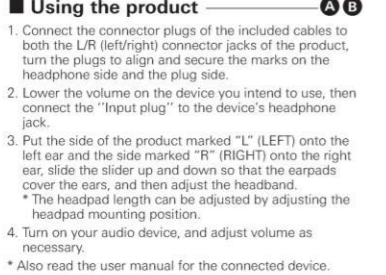 ■ Using the product A B
1. Connect the connector plugs of the included cables to
both the L/R (left/right) connector jacks of the product,
turn the plugs to align and secure the marks on the
headphone side and the plug side.
2. Lower the volume on the device you intend to use, then
connect the ‘‘Input plug’’ to the device's headphone
jack.
3. Put the side of the product marked “L” (LEFT) onto the
left ear and the side marked “R” (RIGHT) onto the right
ear, slide the slider up and down so that the earpads
cover the ears, and then adjust the headband.
* The headpad length can be adjusted by adjusting the
headpad mounting position.
4. Turn on your audio device, and adjust volume as
necessary.
* Also read the user manual for the connected device.